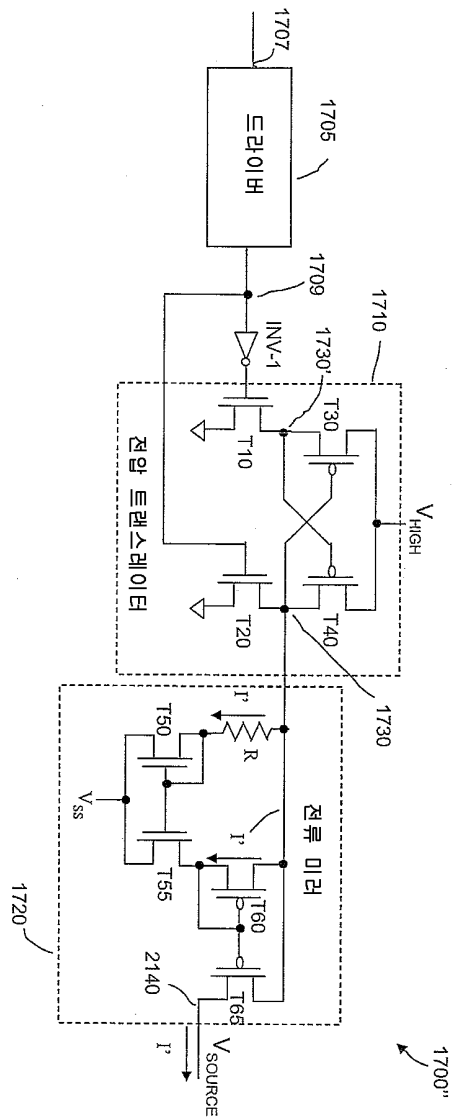 1700"
1707
1705
드라이버
1709
INV-1
1710
1730'
T30
T10
V HIGH
T40
T20
전압 트랜스레이터
1730
전류 미러
I'
R
T50
T55
VSS
I'
T60
T65
1720
2140
VSOURCE
I'